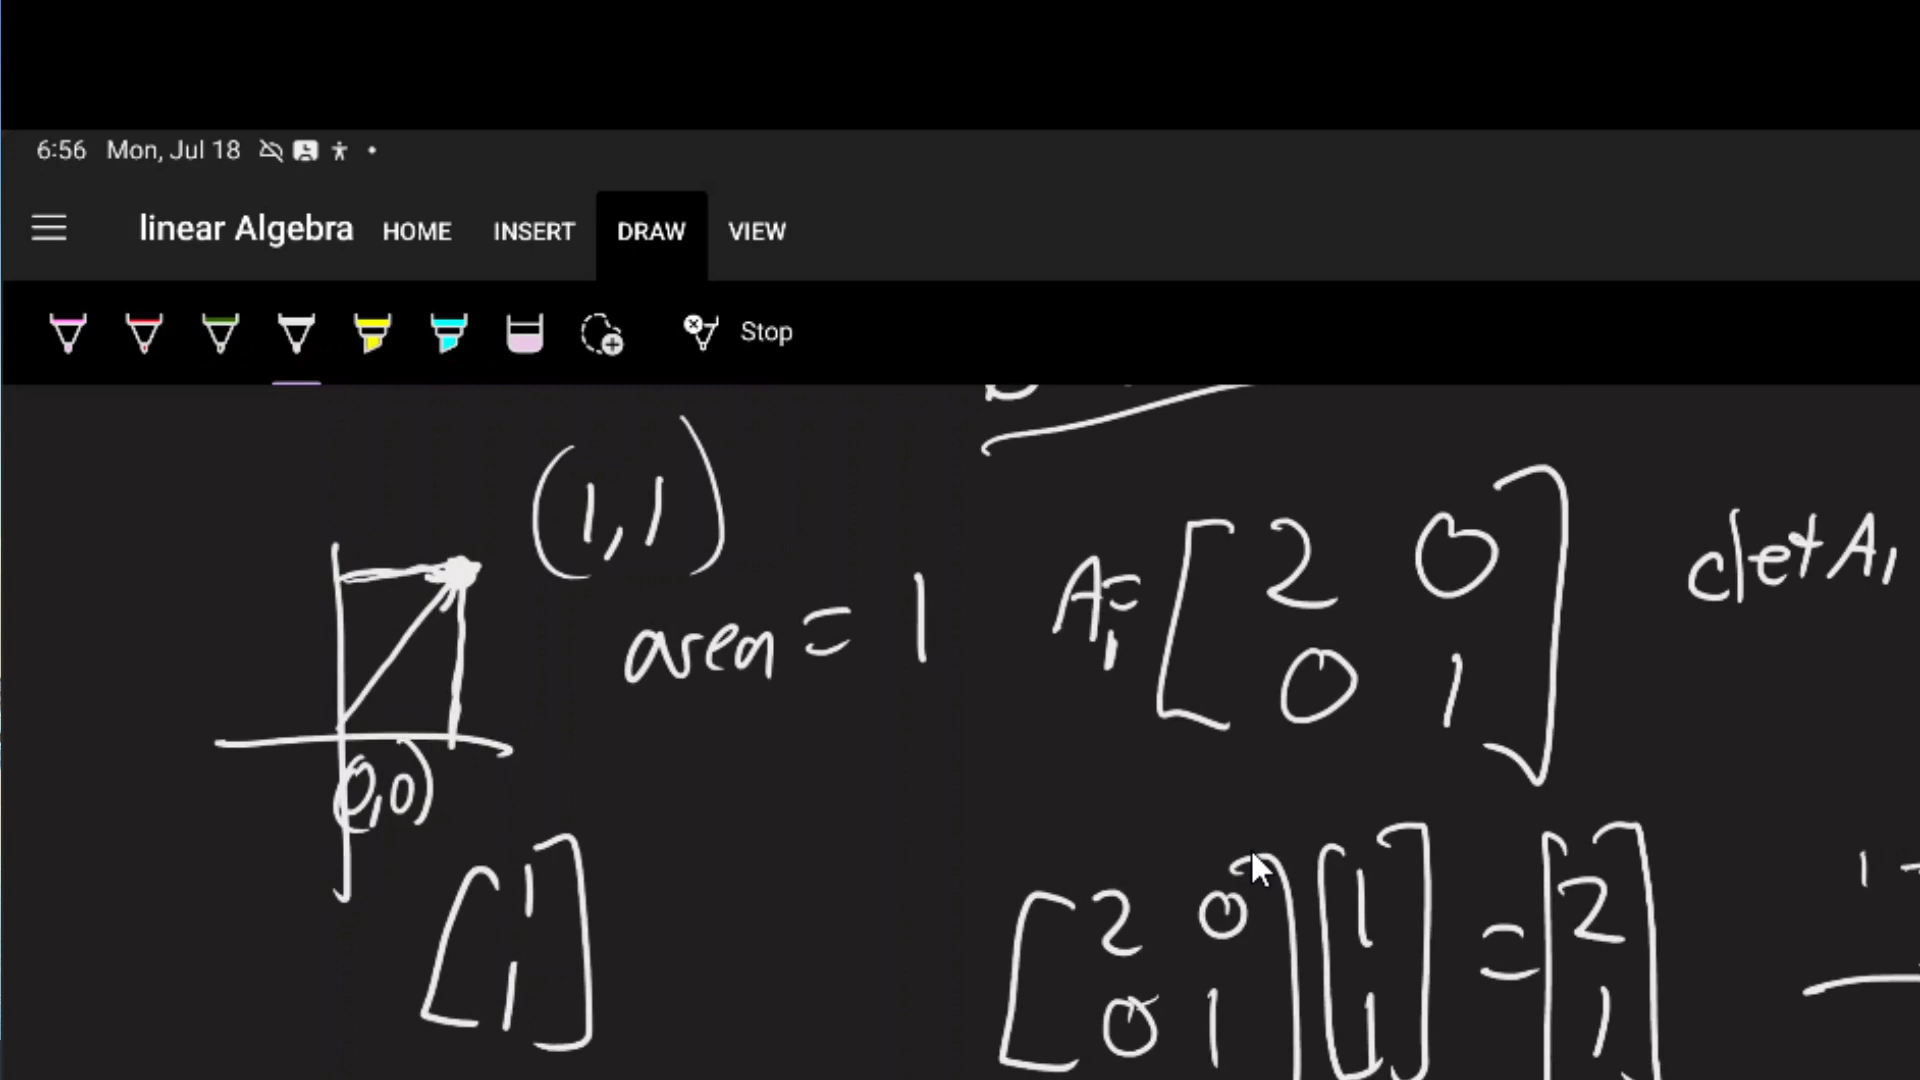 6:56 Mon, Jul 18
linear Algebra HOME INSERT DRAW VIEW
Stop
(1,1)
area = 1
A₁= [2 0
0 1]
det A₁
(0,0)
[1
1]
[2 0
0 1] [1
1] = [2
1]